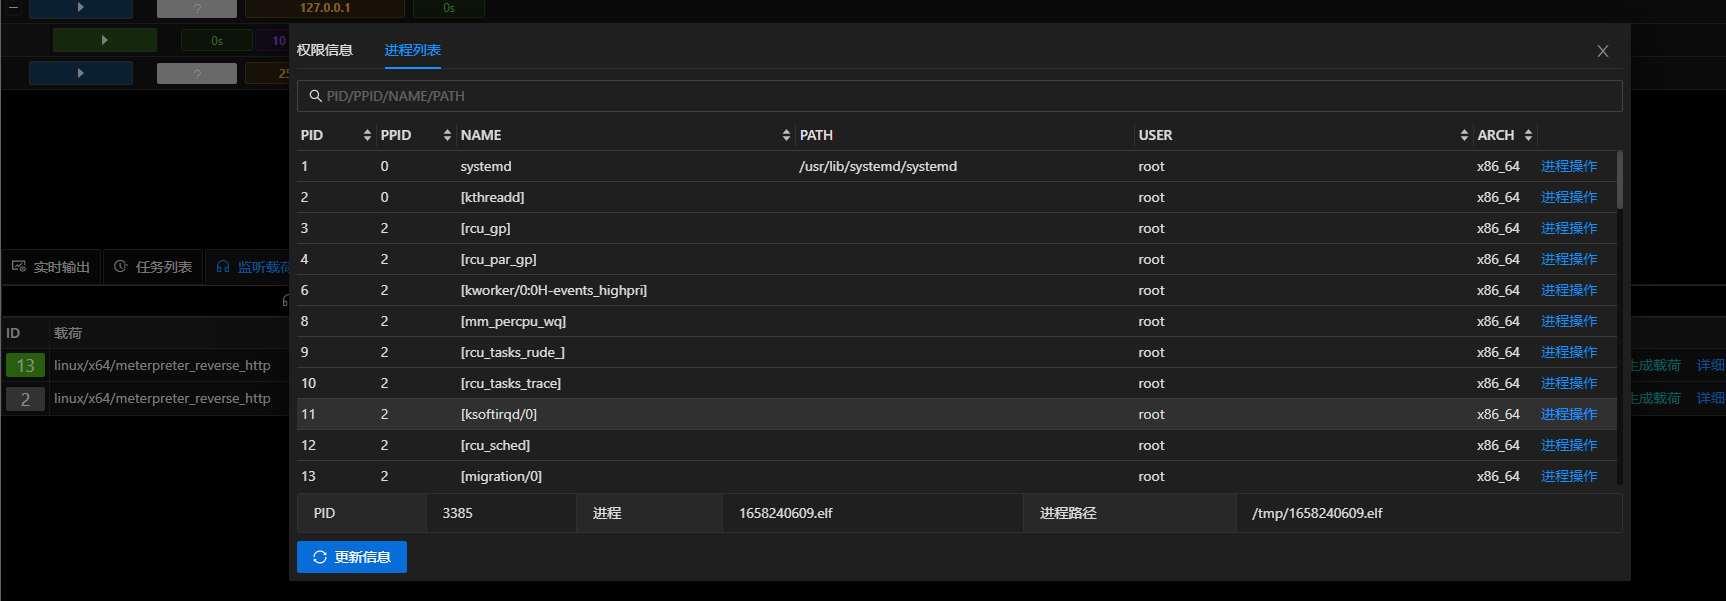 ? 127.0.0.1 0s
0s 10
? 25
权限信息 进程列表
PID/PPID/NAME/PATH
PID PPID NAME PATH USER ARCH
1 0 systemd /usr/lib/systemd/systemd root x86_64 进程操作
2 0 [kthreadd] root x86_64 进程操作
3 2 [rcu_gp] root x86_64 进程操作
4 2 [rcu_par_gp] root x86_64 进程操作
6 2 [kworker/0:0H-events_highpri] root x86_64 进程操作
8 2 [mm_percpu_wq] root x86_64 进程操作
9 2 [rcu_tasks_rude_] root x86_64 进程操作
10 2 [rcu_tasks_trace] root x86_64 进程操作
11 2 [ksoftirqd/0] root x86_64 进程操作
12 2 [rcu_sched] root x86_64 进程操作
13 2 [migration/0] root x86_64 进程操作
PID 3385 进程 1658240609.elf 进程路径 /tmp/1658240609.elf
更新信息
实时输出 任务列表 监听载荷
ID 载荷
13 linux/x64/meterpreter_reverse_http 生成载荷 详细
2 linux/x64/meterpreter_reverse_http 生成载荷 详细